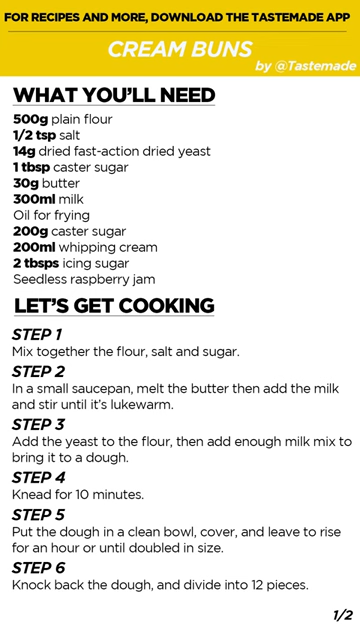 FOR RECIPES AND MORE, DOWNLOAD THE TASTEMADE APP
CREAM BUNS
by @Tastemade
WHAT YOU'LL NEED
500g plain flour
1/2 tsp salt
14g dried fast-action dried yeast
1 tbsp caster sugar
30g butter
300ml milk
Oil for frying
200g caster sugar
200ml whipping cream
2 tbsps icing sugar
Seedless raspberry jam
LET'S GET COOKING
STEP 1
Mix together the flour, salt and sugar.
STEP 2
In a small saucepan, melt the butter then add the milk
and stir until it's lukewarm.
STEP 3
Add the yeast to the flour, then add enough milk mix to
bring it to a dough.
STEP 4
Knead for 10 minutes.
STEP 5
Put the dough in a clean bowl, cover, and leave to rise
for an hour or until doubled in size.
STEP 6
Knock back the dough, and divide into 12 pieces.
1/2